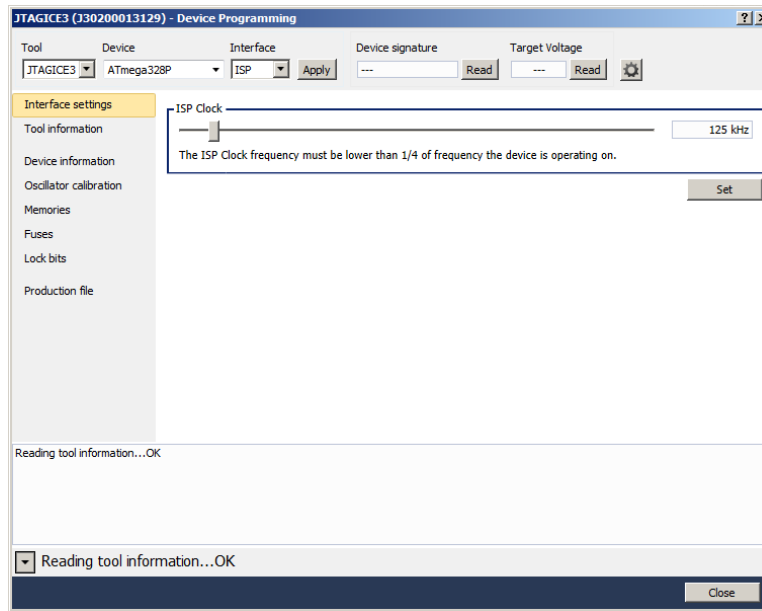 JTAGICE3 (J30200013129) - Device Programming
Tool Device Interface Device signature Target Voltage
JTAGICE3 ATmega328P ISP Apply --- Read --- Read
Interface settings
Tool information
Device information
Oscillator calibration
Memories
Fuses
Lock bits
Production file
ISP Clock
125 kHz
The ISP Clock frequency must be lower than 1/4 of frequency the device is operating on.
Set
Reading tool information...OK
Reading tool information...OK
Close